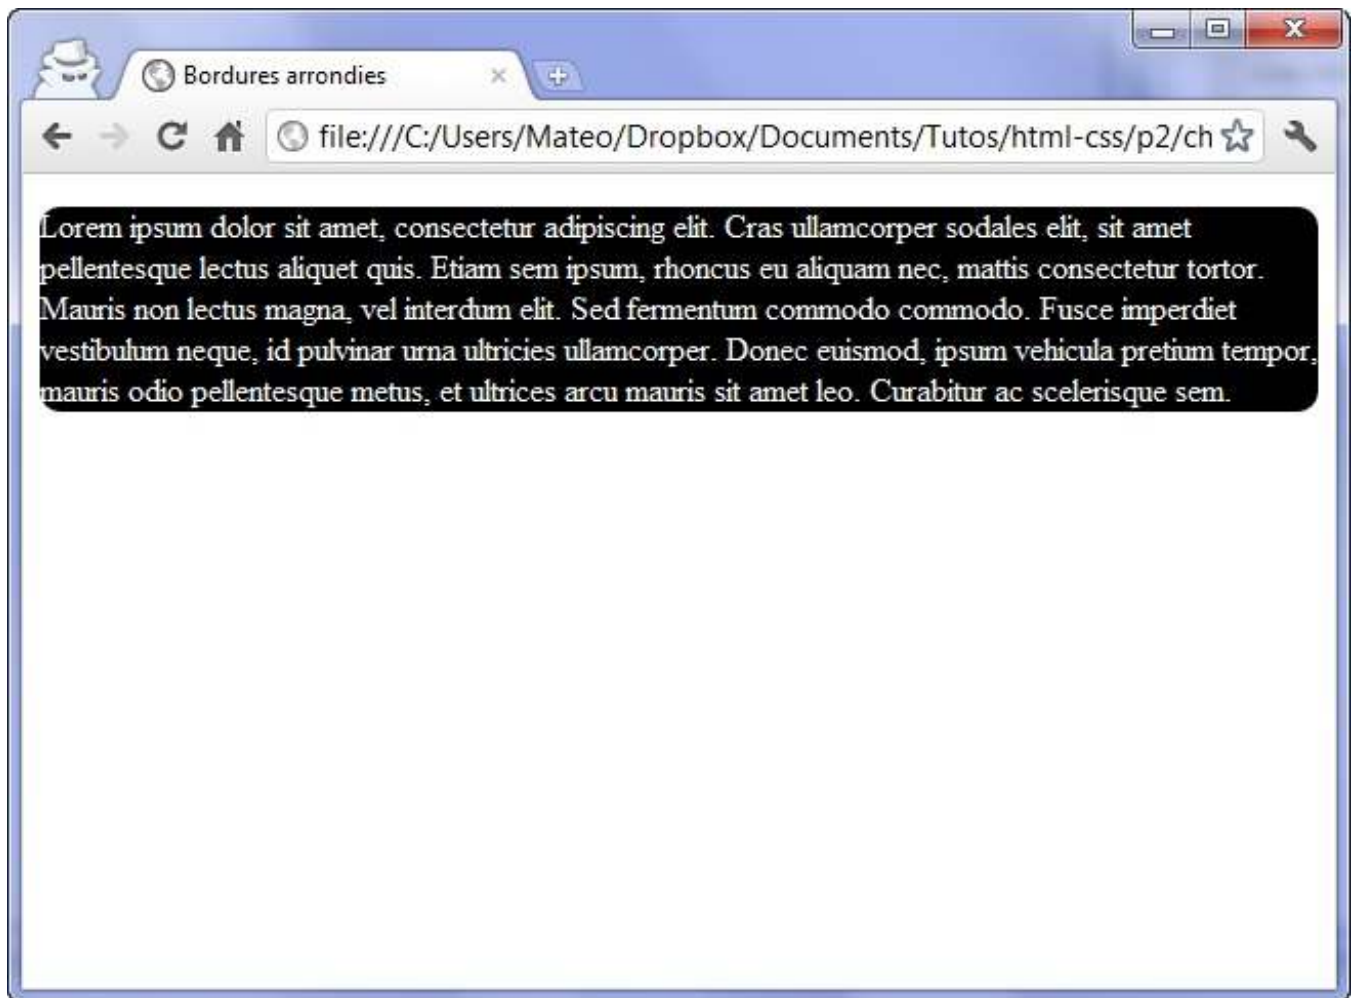 Bordures arrondies
file:///C:/Users/Mateo/Dropbox/Documents/Tutos/html-css/p2/ch
Lorem ipsum dolor sit amet, consectetur adipiscing elit. Cras ullamcorper sodales elit, sit amet
pellentesque lectus aliquet quis. Etiam sem ipsum, rhoncus eu aliquam nec, mattis consectetur tortor.
Mauris non lectus magna, vel interdum elit. Sed fermentum commodo commodo. Fusce imperdiet
vestibulum neque, id pulvinar urna ultricies ullamcorper. Donec euismod, ipsum vehicula pretium tempor,
mauris odio pellentesque metus, et ultrices arcu mauris sit amet leo. Curabitur ac scelerisque sem.